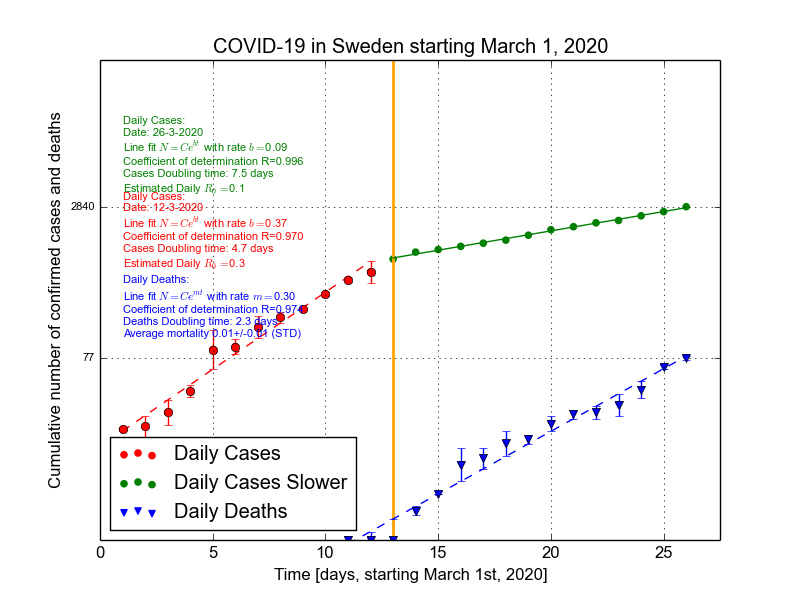 COVID-19 in Sweden starting March 1, 2020
Cumulative number of confirmed cases and deaths
Daily Cases:
Date: 26-3-2020
Line fit N=Ce^{bt} with rate b=0.09
Coefficient of determination R=0.996
Cases Doubling time: 7.5 days
Estimated Daily R_0=0.1
Daily Cases:
Date: 12-3-2020
Line fit N=Ce^{bt} with rate b=0.37
Coefficient of determination R=0.970
Cases Doubling time: 4.7 days
Estimated Daily R_0=0.3
Daily Deaths:
Line fit N=Ce^{mt} with rate m=0.30
Coefficient of determination R=0.974
Deaths Doubling time: 2.3 days
Average mortality 0.01+/-0.01 (STD)
2840
77
Daily Cases
Daily Cases Slower
Daily Deaths
0 5 10 15 20 25
Time [days, starting March 1st, 2020]